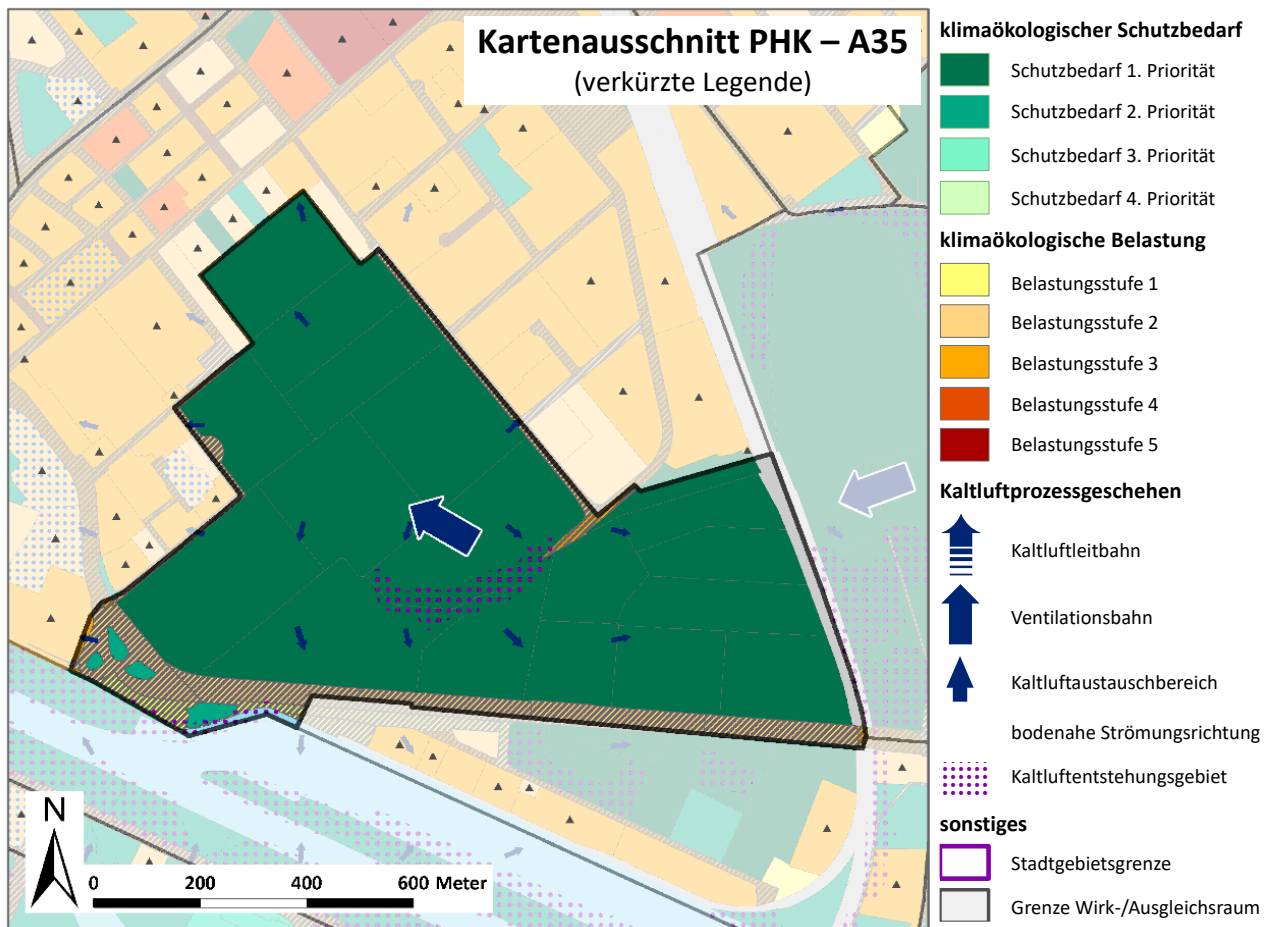 Kartenausschnitt PHK – A35
(verkürzte Legende)
klimaökologischer Schutzbedarf
Schutzbedarf 1. Priorität
Schutzbedarf 2. Priorität
Schutzbedarf 3. Priorität
Schutzbedarf 4. Priorität
klimaökologische Belastung
Belastungsstufe 1
Belastungsstufe 2
Belastungsstufe 3
Belastungsstufe 4
Belastungsstufe 5
Kaltluftprozessgeschehen
Kaltluftleitbahn
Ventilationsbahn
Kaltluftaustauschbereich
bodenahe Strömungsrichtung
Kaltluftentstehungsgebiet
sonstiges
Stadtgebietsgrenze
Grenze Wirk-/Ausgleichsraum
N
0 200 400 600 Meter